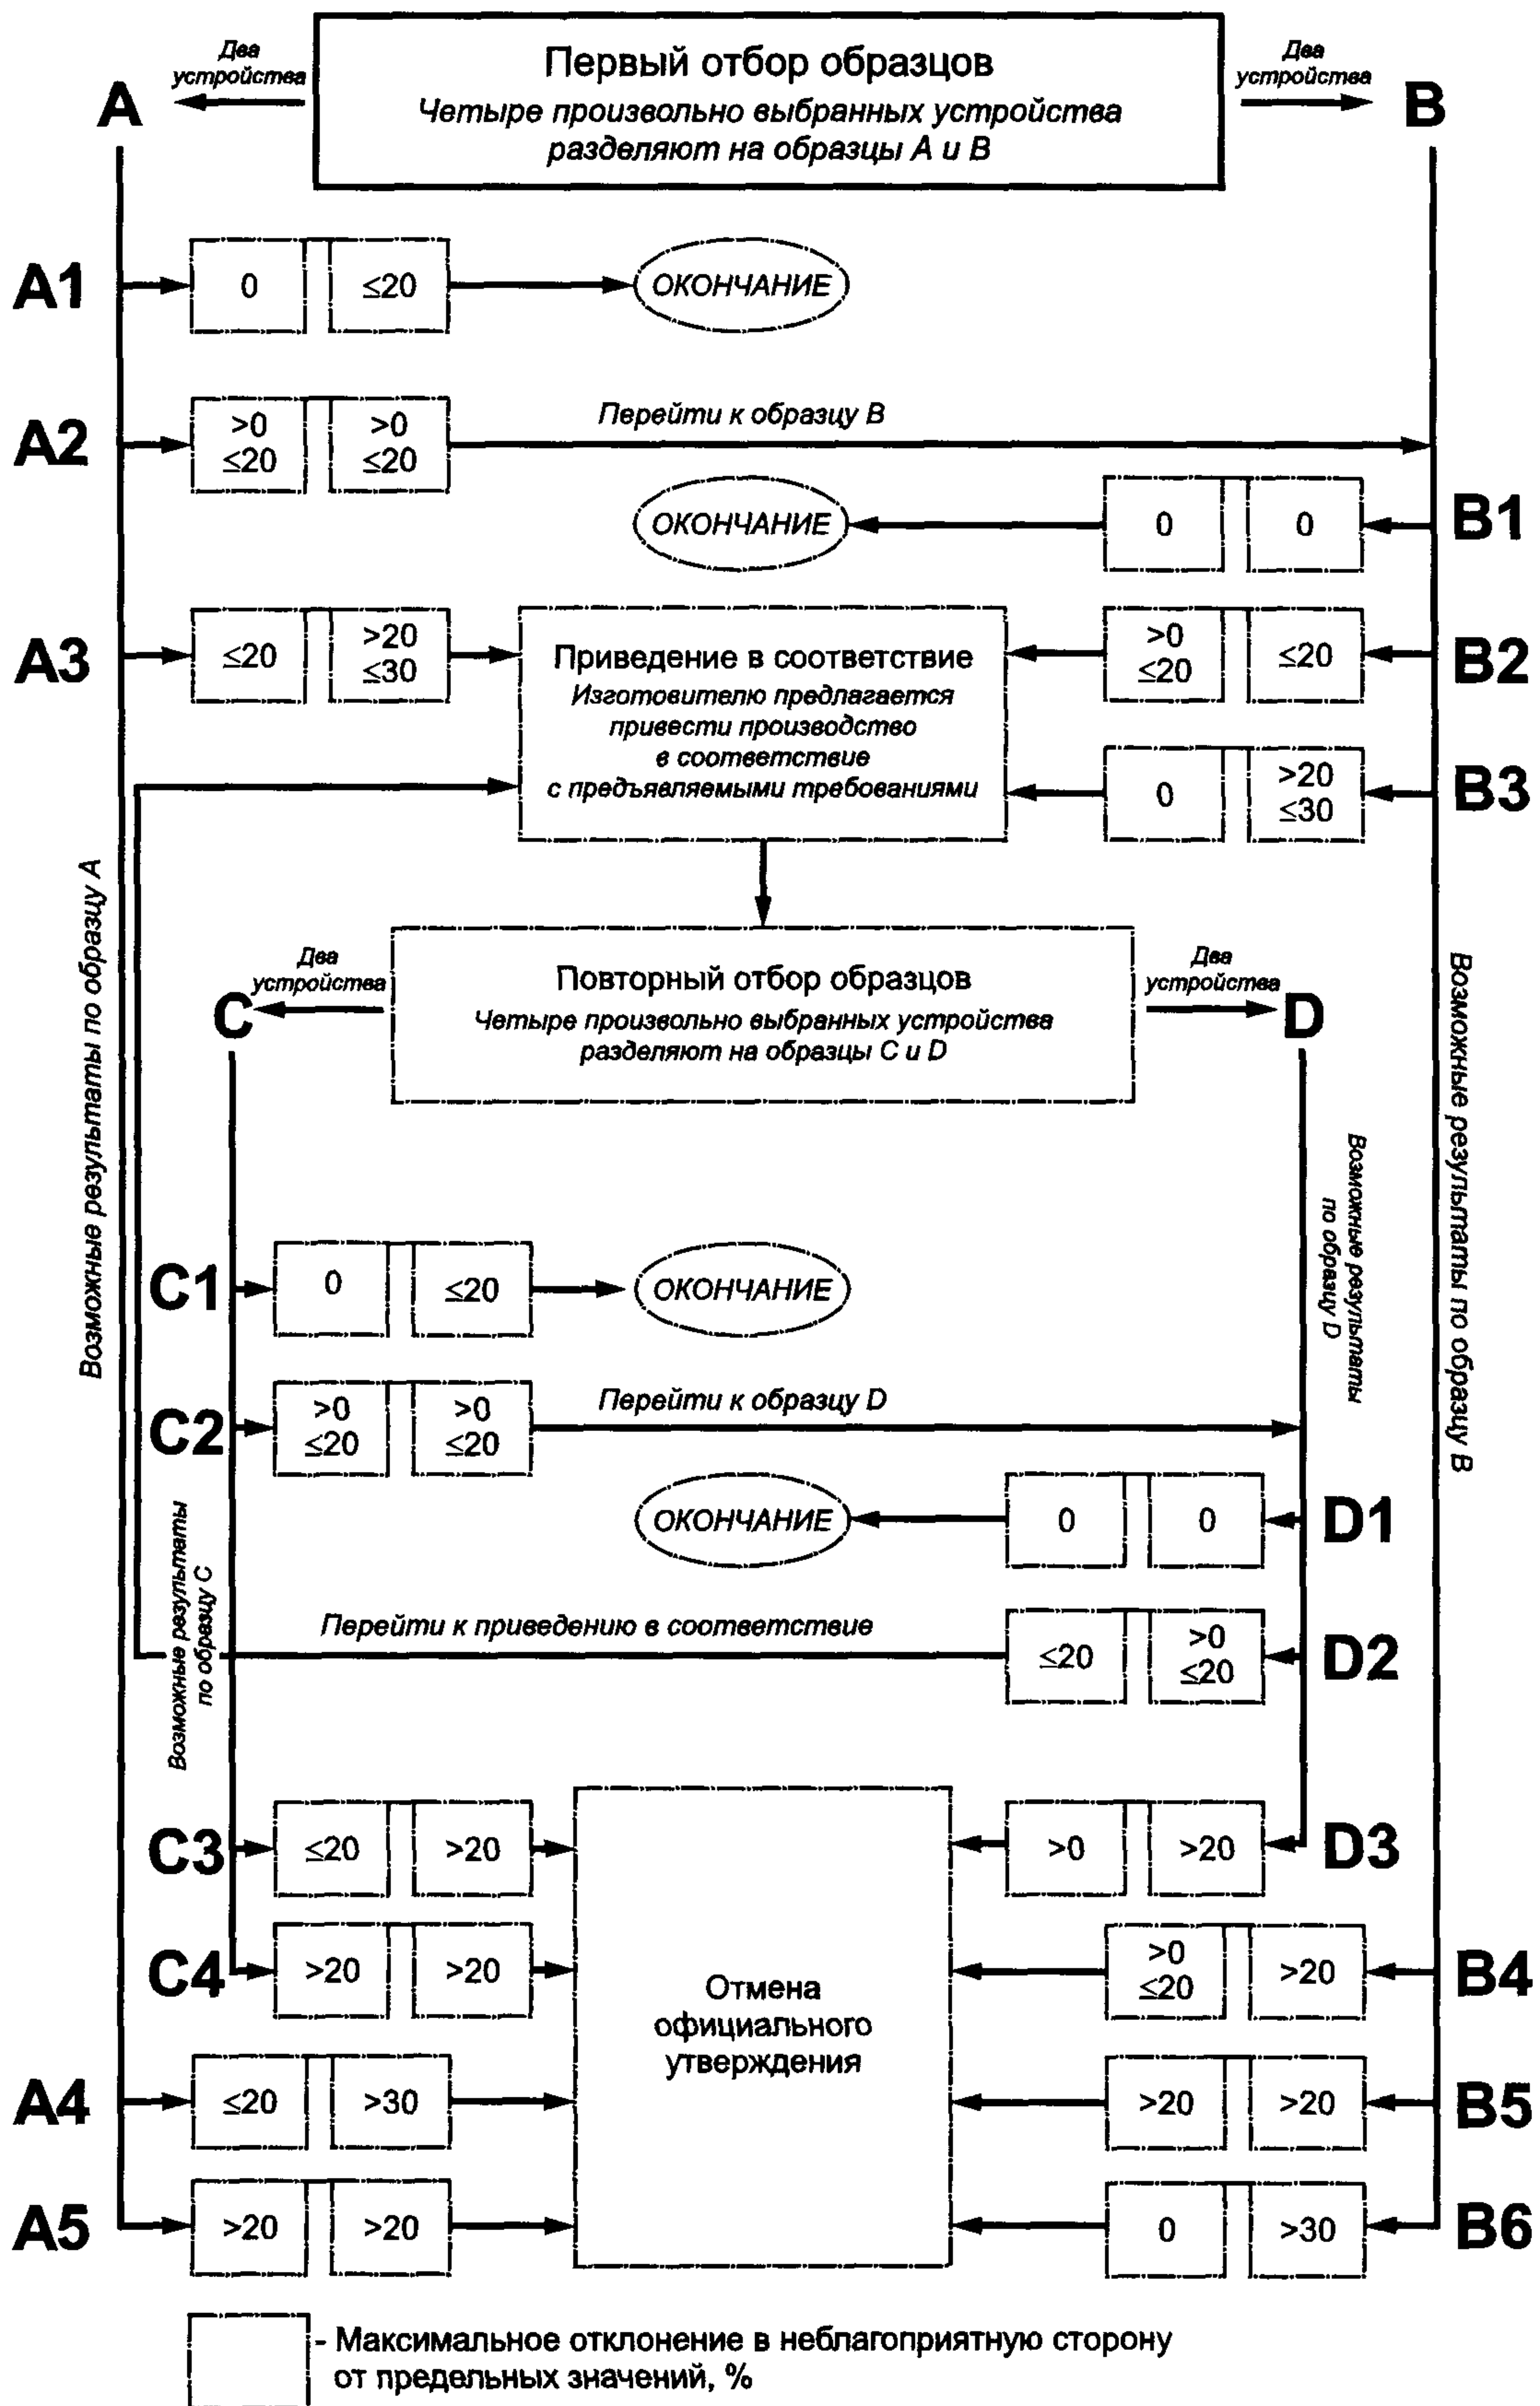 Два
устройства
Первый отбор образцов
Четыре произвольно выбранных устройства
разделяют на образцы А и В
Два
устройства
A
B
A1
0
≤20
ОКОНЧАНИЕ
A2
>0
≤20
>0
≤20
Перейти к образцу В
ОКОНЧАНИЕ
0
0
B1
A3
≤20
>20
≤30
Приведение в соответствие
Изготовителю предлагается
привести производство
в соответствие
с предъявляемыми требованиями
>0
≤20
≤20
B2
0
>20
≤30
B3
Возможные результаты по образцу А
Два
устройства
C
Повторный отбор образцов
Четыре произвольно выбранных устройства
разделяют на образцы С и D
Два
устройства
D
Возможные результаты по образцу В
Возможные результаты
по образцу D
C1
0
≤20
ОКОНЧАНИЕ
C2
>0
≤20
>0
≤20
Перейти к образцу D
ОКОНЧАНИЕ
0
0
D1
Возможные результаты
по образцу С
Перейти к приведению в соответствие
≤20
>0
≤20
D2
C3
≤20
>20
>0
>20
D3
C4
>20
>20
Отмена
официального
утверждения
>0
≤20
>20
B4
A4
≤20
>30
>20
>20
B5
A5
>20
>20
0
>30
B6
- Максимальное отклонение в неблагоприятную сторону
от предельных значений, %